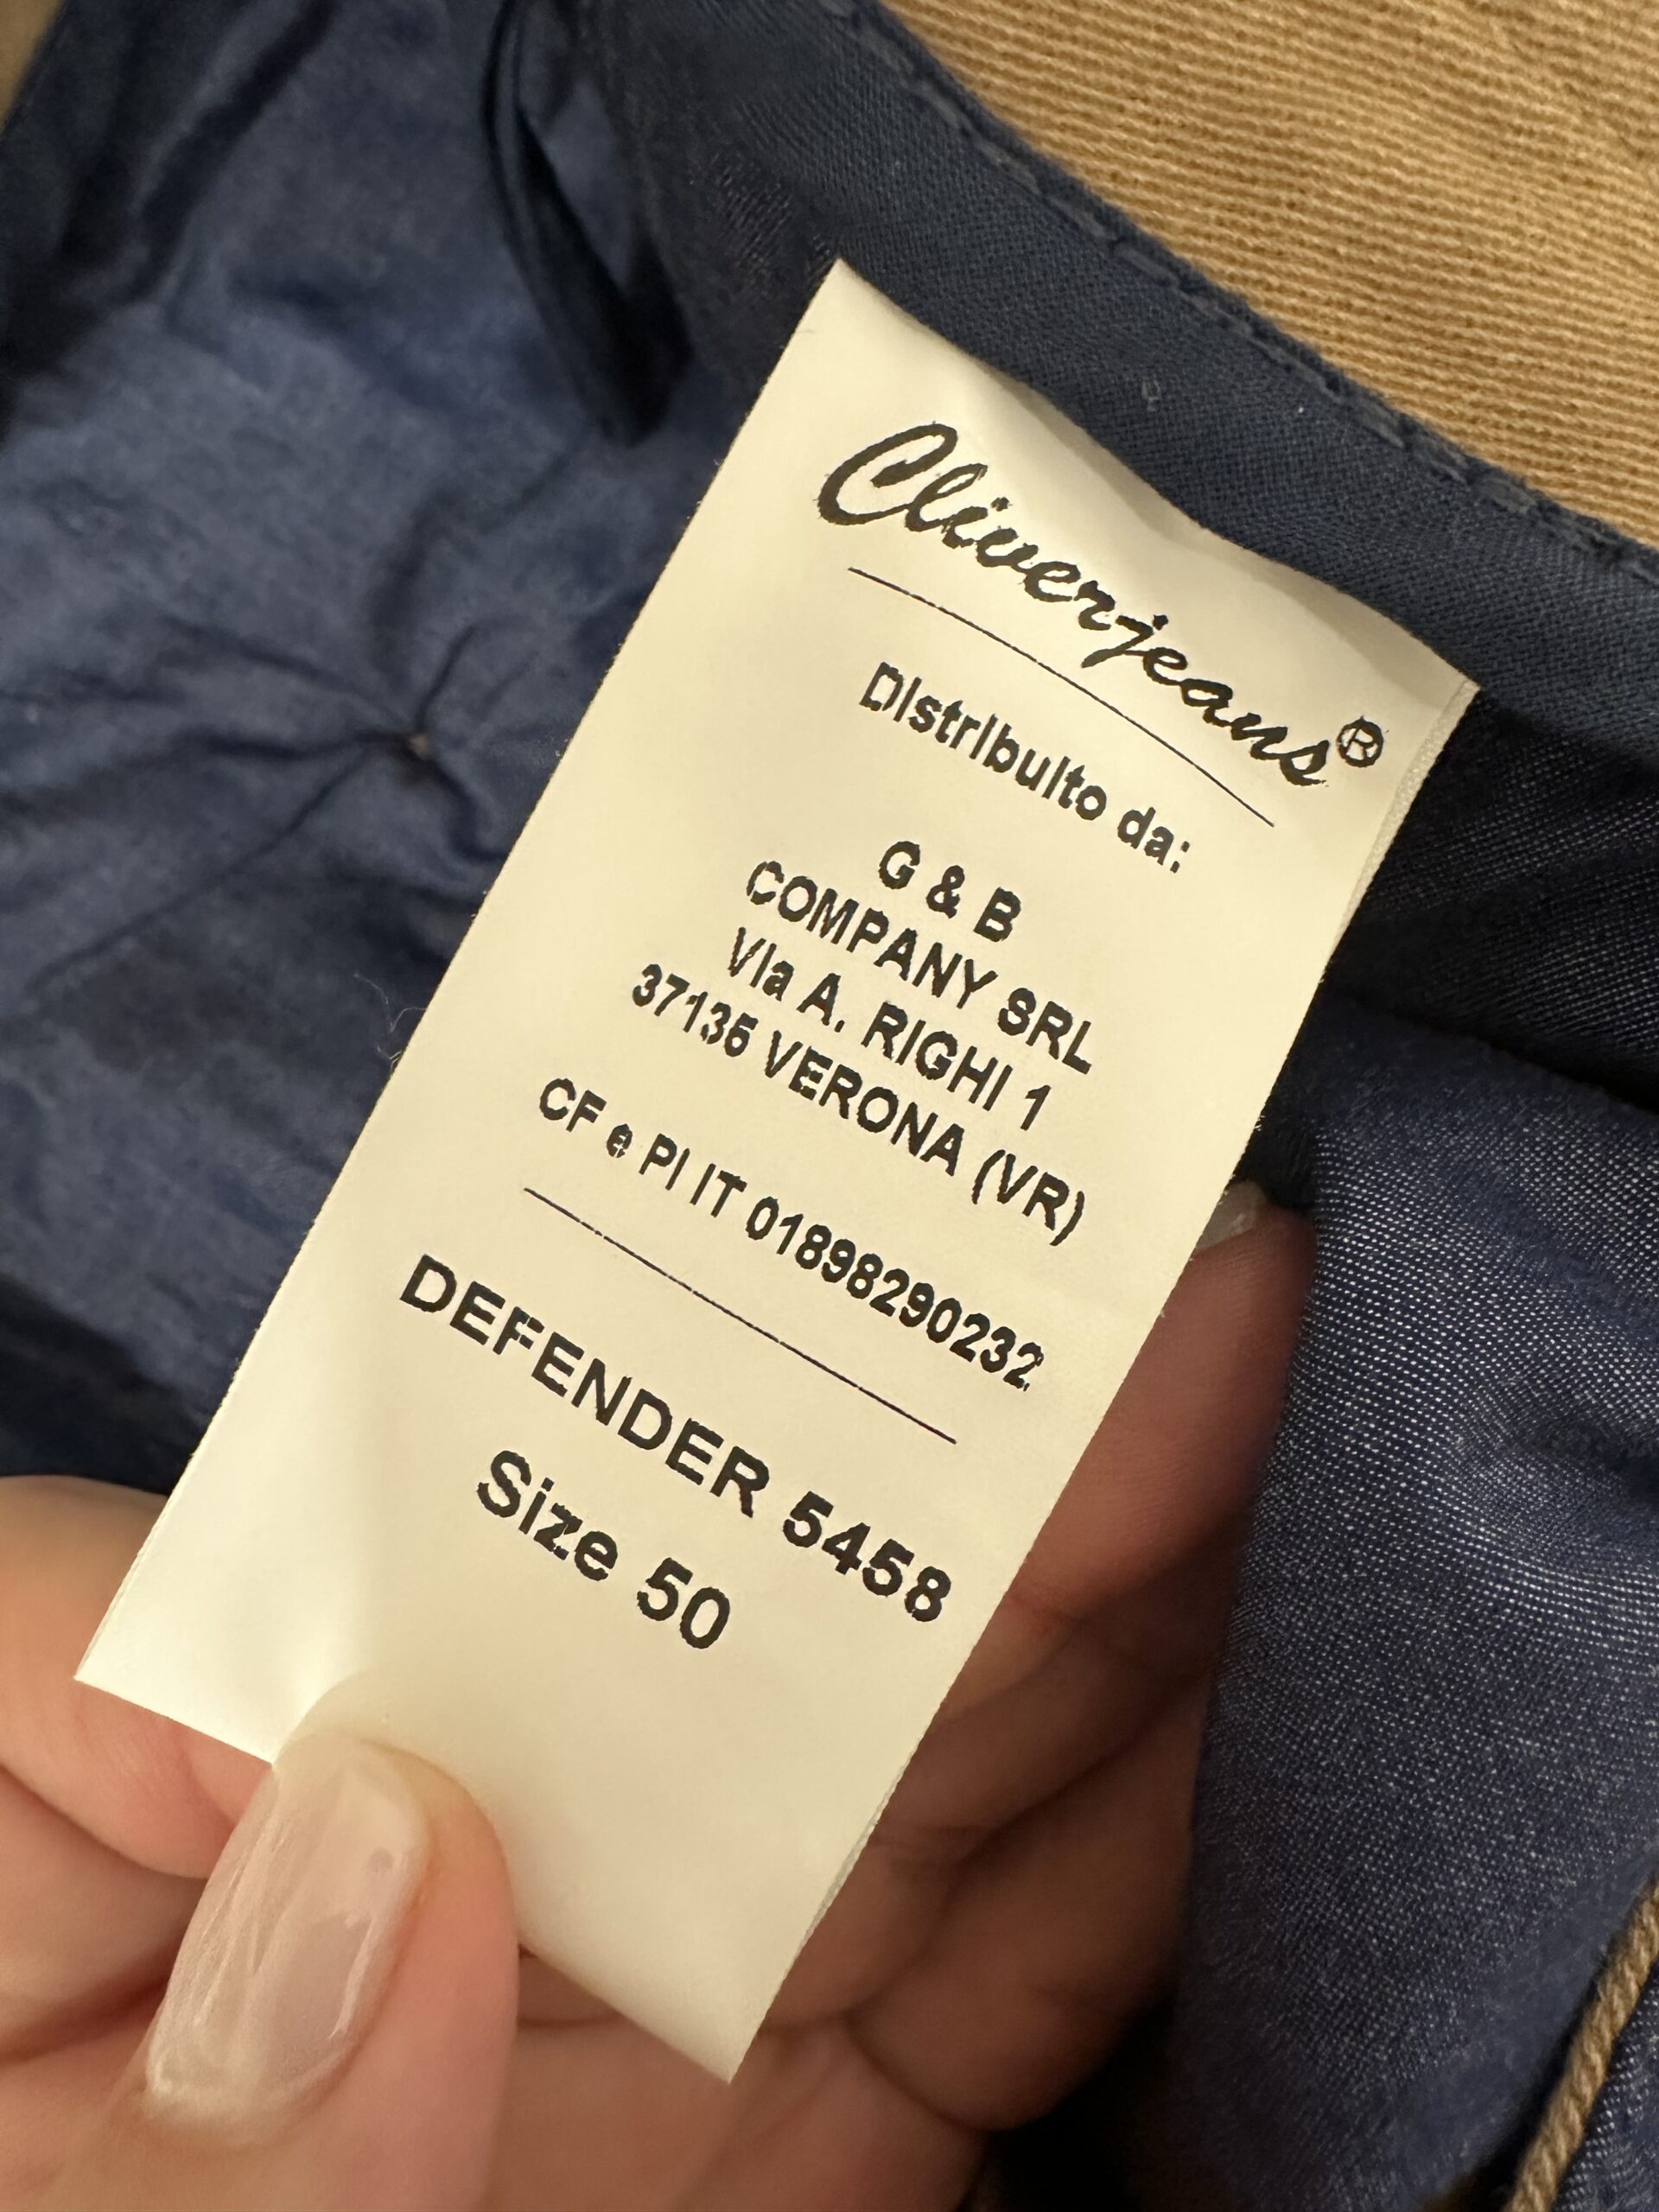 Cliverjeans®
Distribuito da:
G & B
COMPANY SRL
Via A. RIGHI 1
37135 VERONA (VR)
CF e PI IT 01898290232
DEFENDER 5458
Size 50